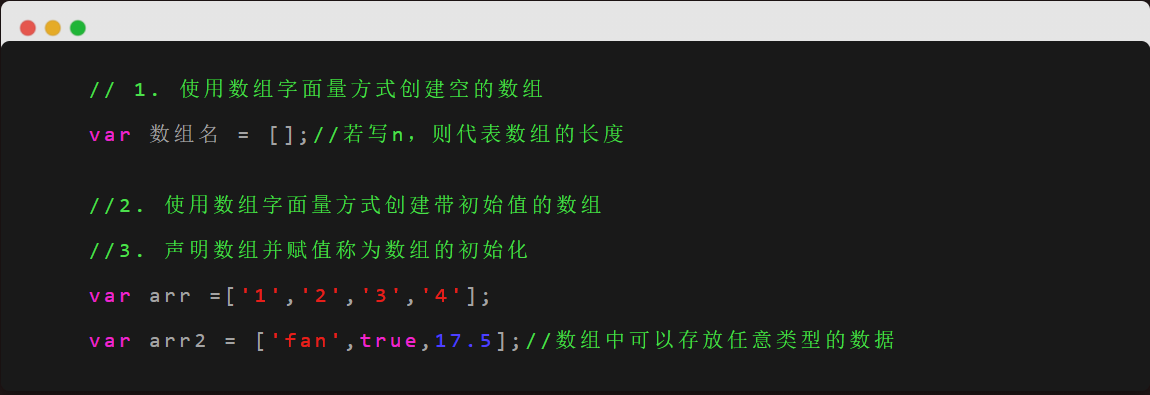 // 1. 使用数组字面量方式创建空的数组
var 数组名 = [];//若写n，则代表数组的长度
//2. 使用数组字面量方式创建带初始值的数组
//3. 声明数组并赋值称为数组的初始化
var arr =['1','2','3','4'];
var arr2 = ['fan',true,17.5];//数组中可以存放任意类型的数据